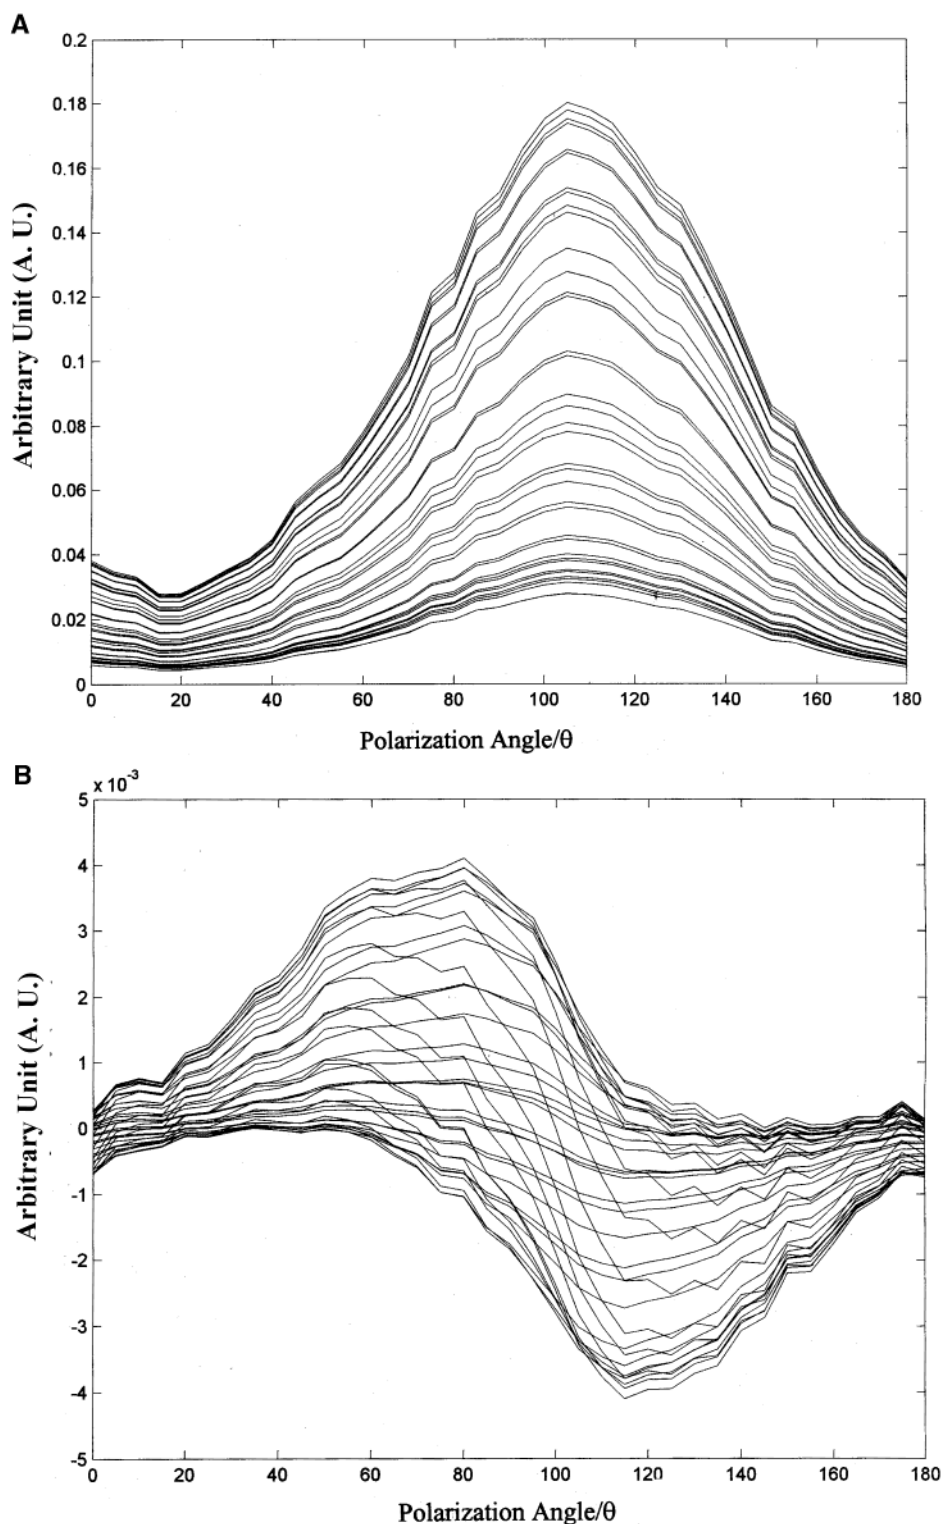 A
0.2
0.18
0.16
0.14
0.12
0.1
0.08
0.06
0.04
0.02
0
Arbitrary Unit (A. U.)
0 20 40 60 80 100 120 140 160 180
Polarization Angle/θ
B
x 10-3
5
4
3
2
1
0
-1
-2
-3
-4
-5
Arbitrary Unit (A. U.)
0 20 40 60 80 100 120 140 160 180
Polarization Angle/θ